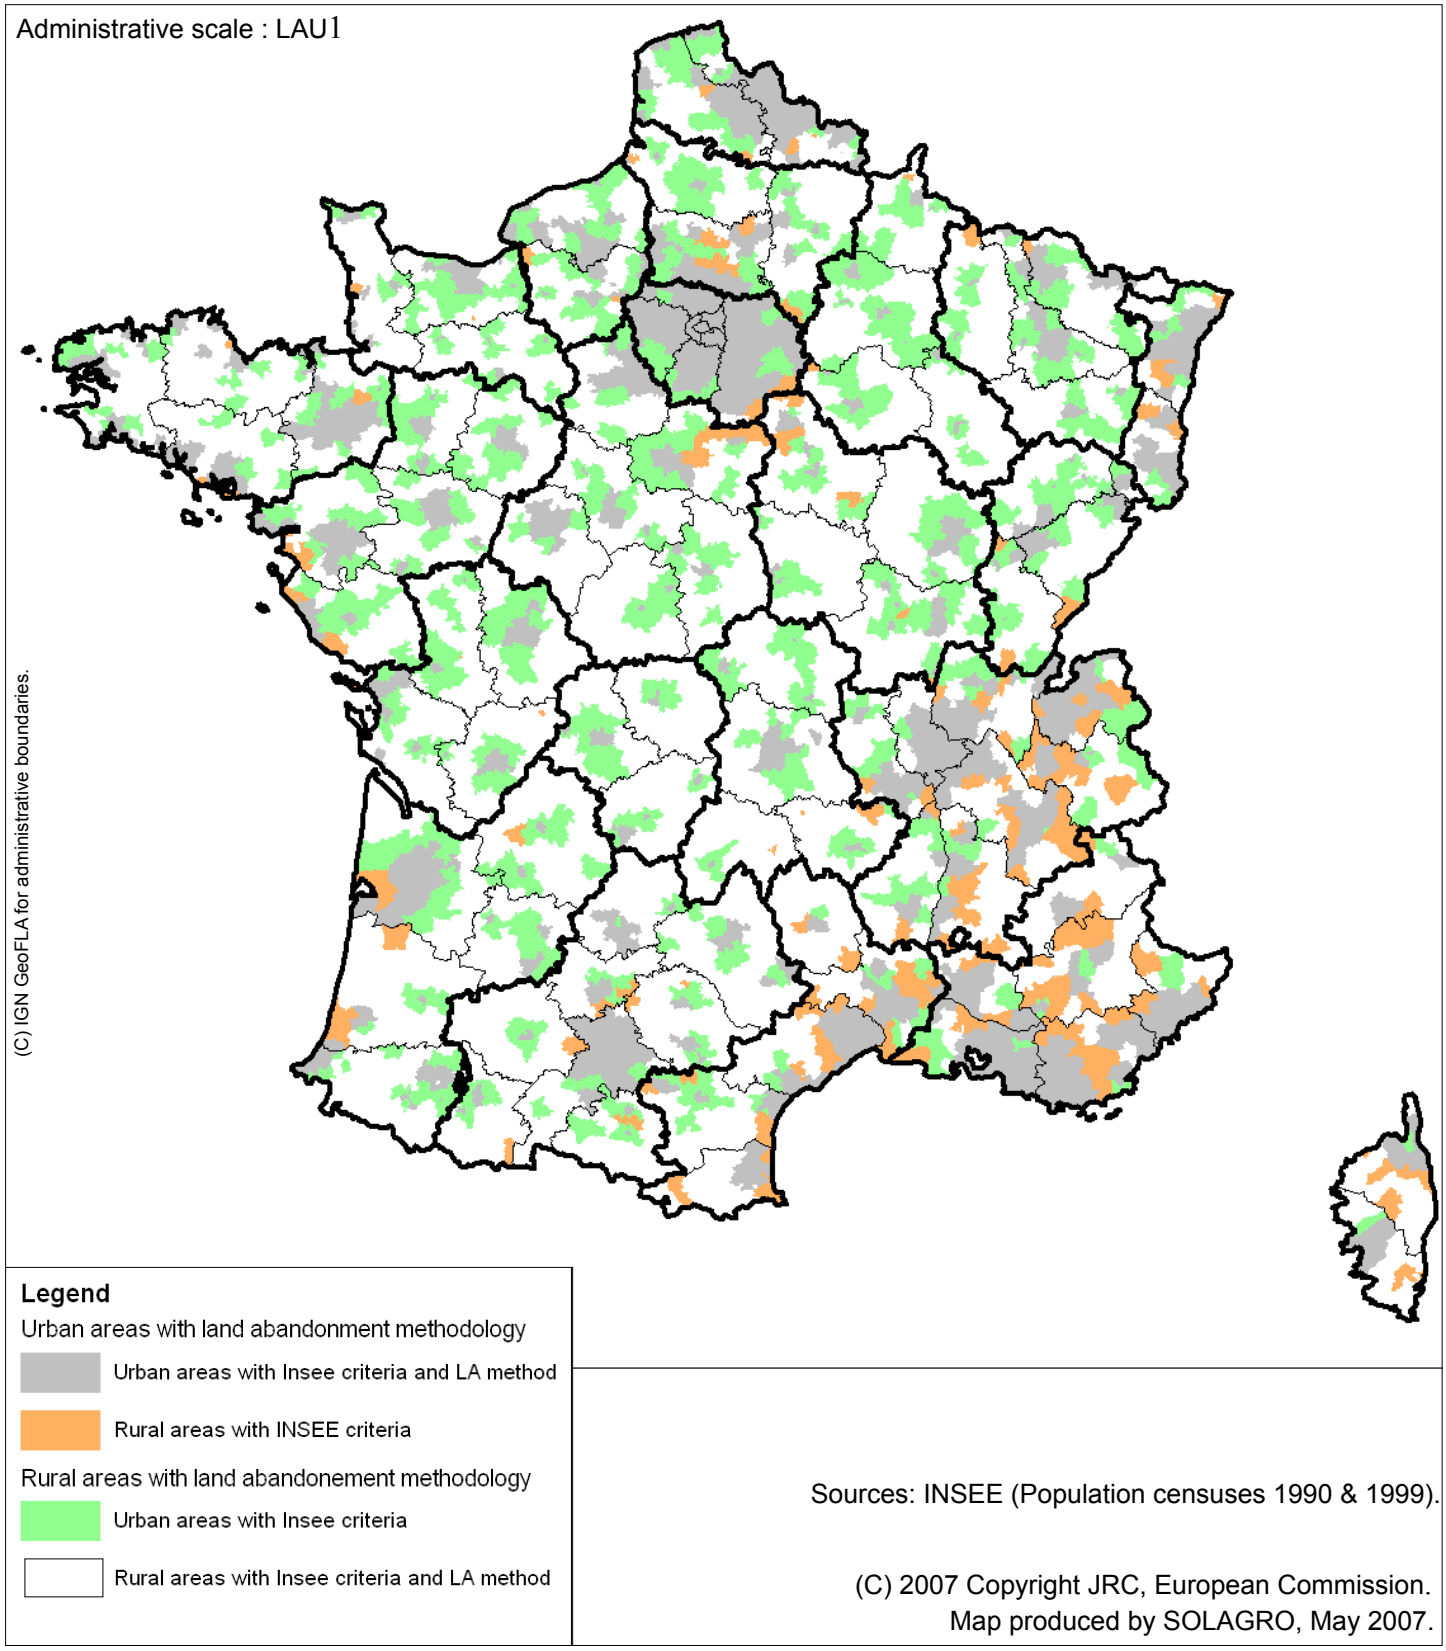 Administrative scale : LAU1
(C) IGN GeoFLA for administrative boundaries.
Legend
Urban areas with land abandonment methodology
Urban areas with Insee criteria and LA method
Rural areas with INSEE criteria
Rural areas with land abandonement methodology
Urban areas with Insee criteria
Rural areas with Insee criteria and LA method
Sources: INSEE (Population censuses 1990 & 1999).
(C) 2007 Copyright JRC, European Commission.
Map produced by SOLAGRO, May 2007.